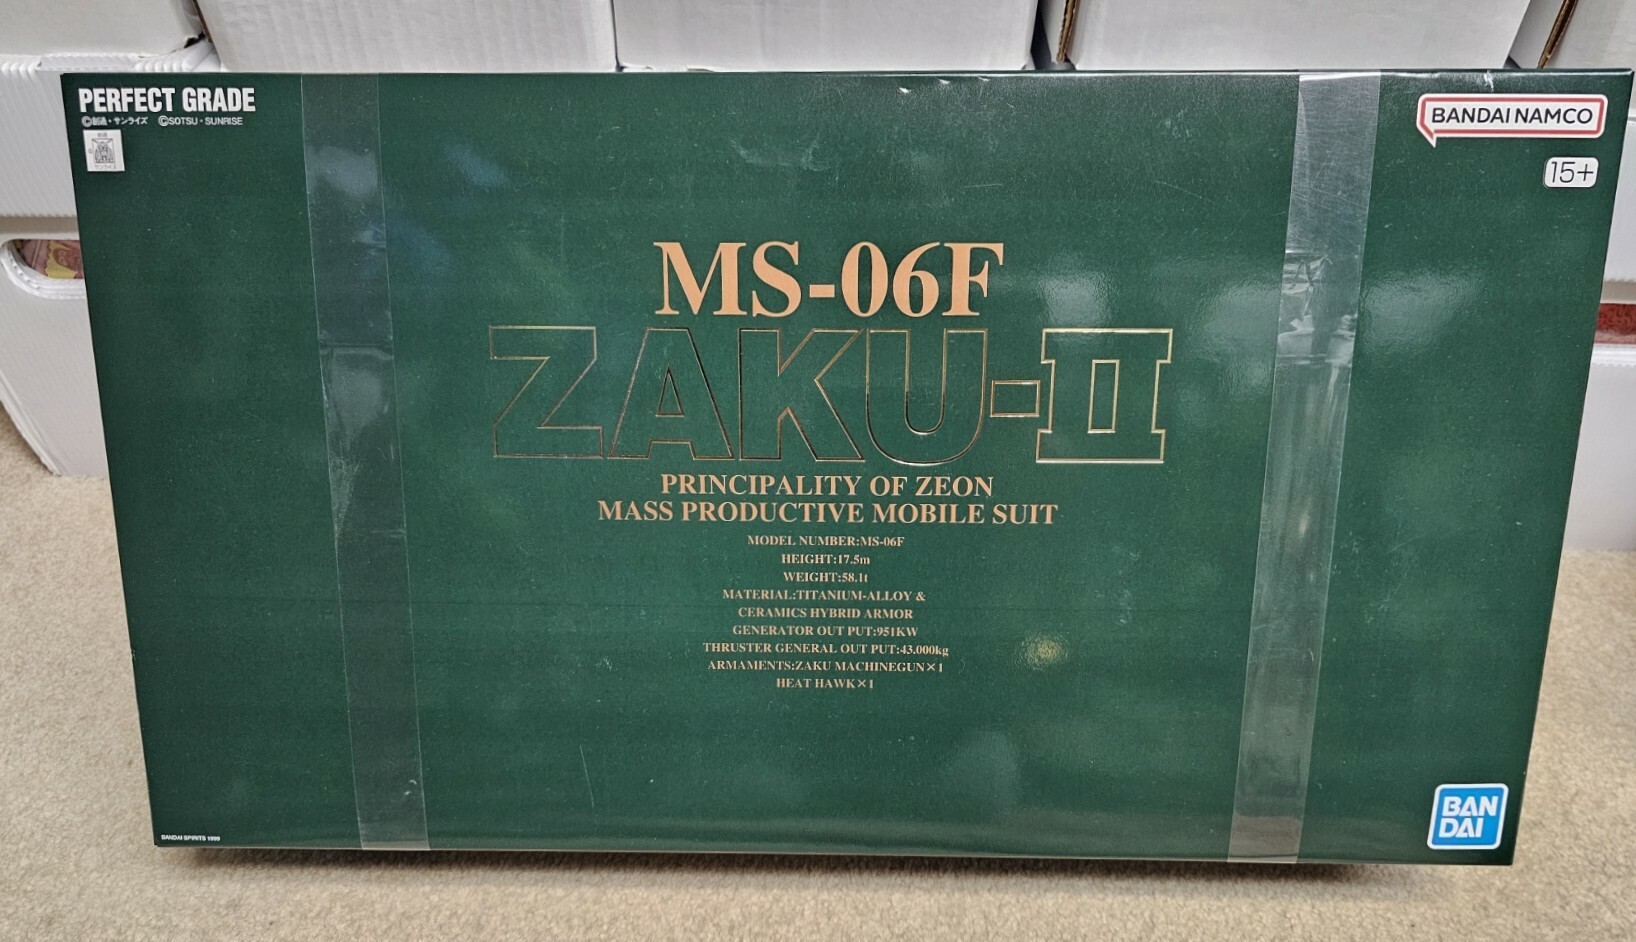 PERFECT GRADE
©創通・サンライズ ©SOTSU・SUNRISE
BANDAI NAMCO
15+
MS-06F
ZAKU-II
PRINCIPALITY OF ZEON
MASS PRODUCTIVE MOBILE SUIT
MODEL NUMBER:MS-06F
HEIGHT:17.5m
WEIGHT:58.1t
MATERIAL:TITANIUM-ALLOY &
CERAMICS HYBRID ARMOR
GENERATOR OUT PUT:951KW
THRUSTER GENERAL OUT PUT:43.000kg
ARMAMENTS:ZAKU MACHINEGUN×1
HEAT HAWK×1
BANDAI SPIRITS 1999
BAN
DAI